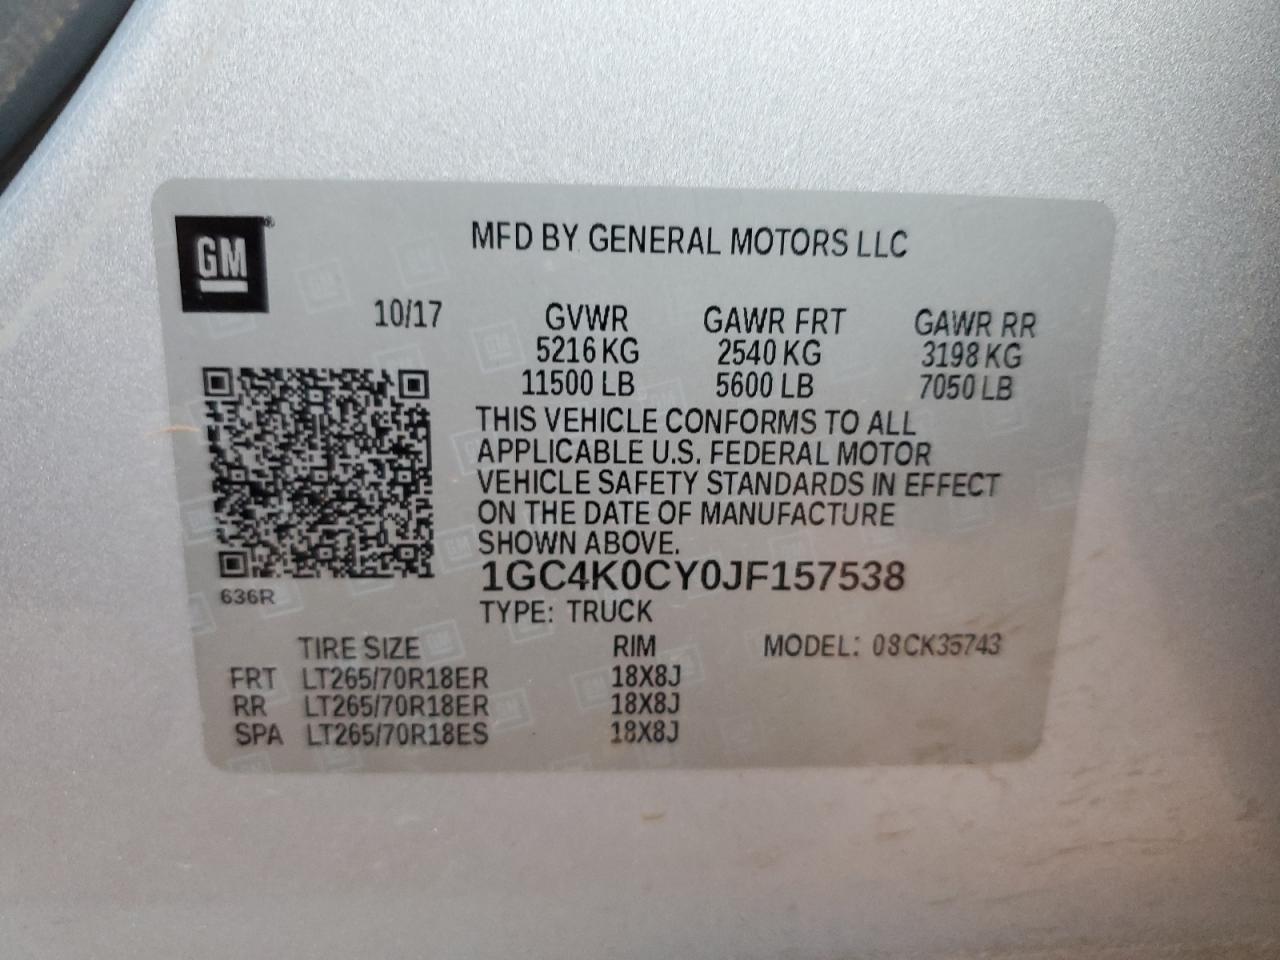 GM
MFD BY GENERAL MOTORS LLC
10/17 GVWR GAWR FRT GAWR RR
5216 KG 2540 KG 3198 KG
11500 LB 5600 LB 7050 LB
THIS VEHICLE CONFORMS TO ALL
APPLICABLE U.S. FEDERAL MOTOR
VEHICLE SAFETY STANDARDS IN EFFECT
ON THE DATE OF MANUFACTURE
SHOWN ABOVE.
1GC4K0CY0JF157538
636R
TYPE: TRUCK
TIRE SIZE RIM MODEL: 08CK35743
FRT LT265/70R18ER 18X8J
RR LT265/70R18ER 18X8J
SPA LT265/70R18ES 18X8J